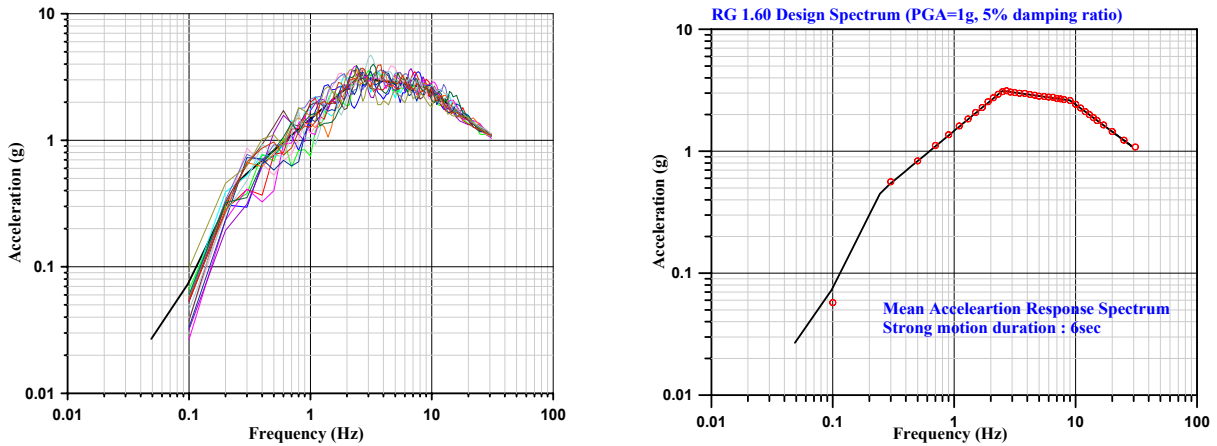 10
1
0.1
0.01
Acceleration (g)
0.01
0.1
1
10
100
Frequency (Hz)
RG 1.60 Design Spectrum (PGA=1g, 5% damping ratio)
10
1
0.1
0.01
Acceleration (g)
Mean Acceleartion Response Spectrum
Strong motion duration : 6sec
0.01
0.1
1
10
100
Frequency (Hz)